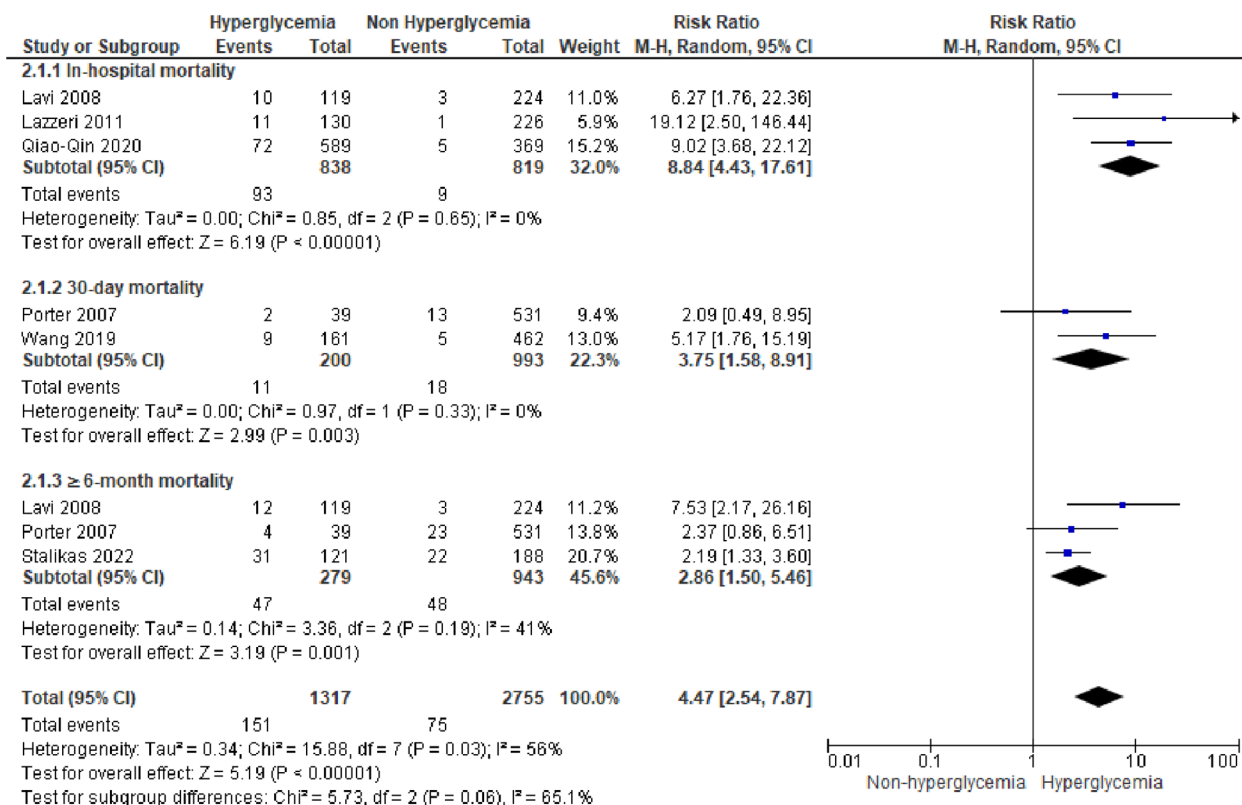 Hyperglycemia Non Hyperglycemia Risk Ratio Risk Ratio
Study or Subgroup Events Total Events Total Weight M-H, Random, 95% CI M-H, Random, 95% CI
2.1.1 In-hospital mortality
Lavi 2008 10 119 3 224 11.0% 6.27 [1.76, 22.36]
Lazzeri 2011 11 130 1 226 5.9% 19.12 [2.50, 146.44]
Qiao-Qin 2020 72 589 5 369 15.2% 9.02 [3.68, 22.12]
Subtotal (95% CI) 838 819 32.0% 8.84 [4.43, 17.61]
Total events 93 9
Heterogeneity: Tau² = 0.00; Chi² = 0.85, df = 2 (P = 0.65); I² = 0%
Test for overall effect: Z = 6.19 (P < 0.00001)
2.1.2 30-day mortality
Porter 2007 2 39 13 531 9.4% 2.09 [0.49, 8.95]
Wang 2019 9 161 5 462 13.0% 5.17 [1.76, 15.19]
Subtotal (95% CI) 200 993 22.3% 3.75 [1.58, 8.91]
Total events 11 18
Heterogeneity: Tau² = 0.00; Chi² = 0.97, df = 1 (P = 0.33); I² = 0%
Test for overall effect: Z = 2.99 (P = 0.003)
2.1.3 ≥ 6-month mortality
Lavi 2008 12 119 3 224 11.2% 7.53 [2.17, 26.16]
Porter 2007 4 39 23 531 13.8% 2.37 [0.86, 6.51]
Stalikas 2022 31 121 22 188 20.7% 2.19 [1.33, 3.60]
Subtotal (95% CI) 279 943 45.6% 2.86 [1.50, 5.46]
Total events 47 48
Heterogeneity: Tau² = 0.14; Chi² = 3.36, df = 2 (P = 0.19); I² = 41%
Test for overall effect: Z = 3.19 (P = 0.001)
Total (95% CI) 1317 2755 100.0% 4.47 [2.54, 7.87]
Total events 151 75
Heterogeneity: Tau² = 0.34; Chi² = 15.88, df = 7 (P = 0.03); I² = 56%
Test for overall effect: Z = 5.19 (P < 0.00001)
Test for subgroup differences: Chi² = 5.73, df = 2 (P = 0.06), I² = 65.1%
0.01 0.1 1 10 100
Non-hyperglycemia Hyperglycemia